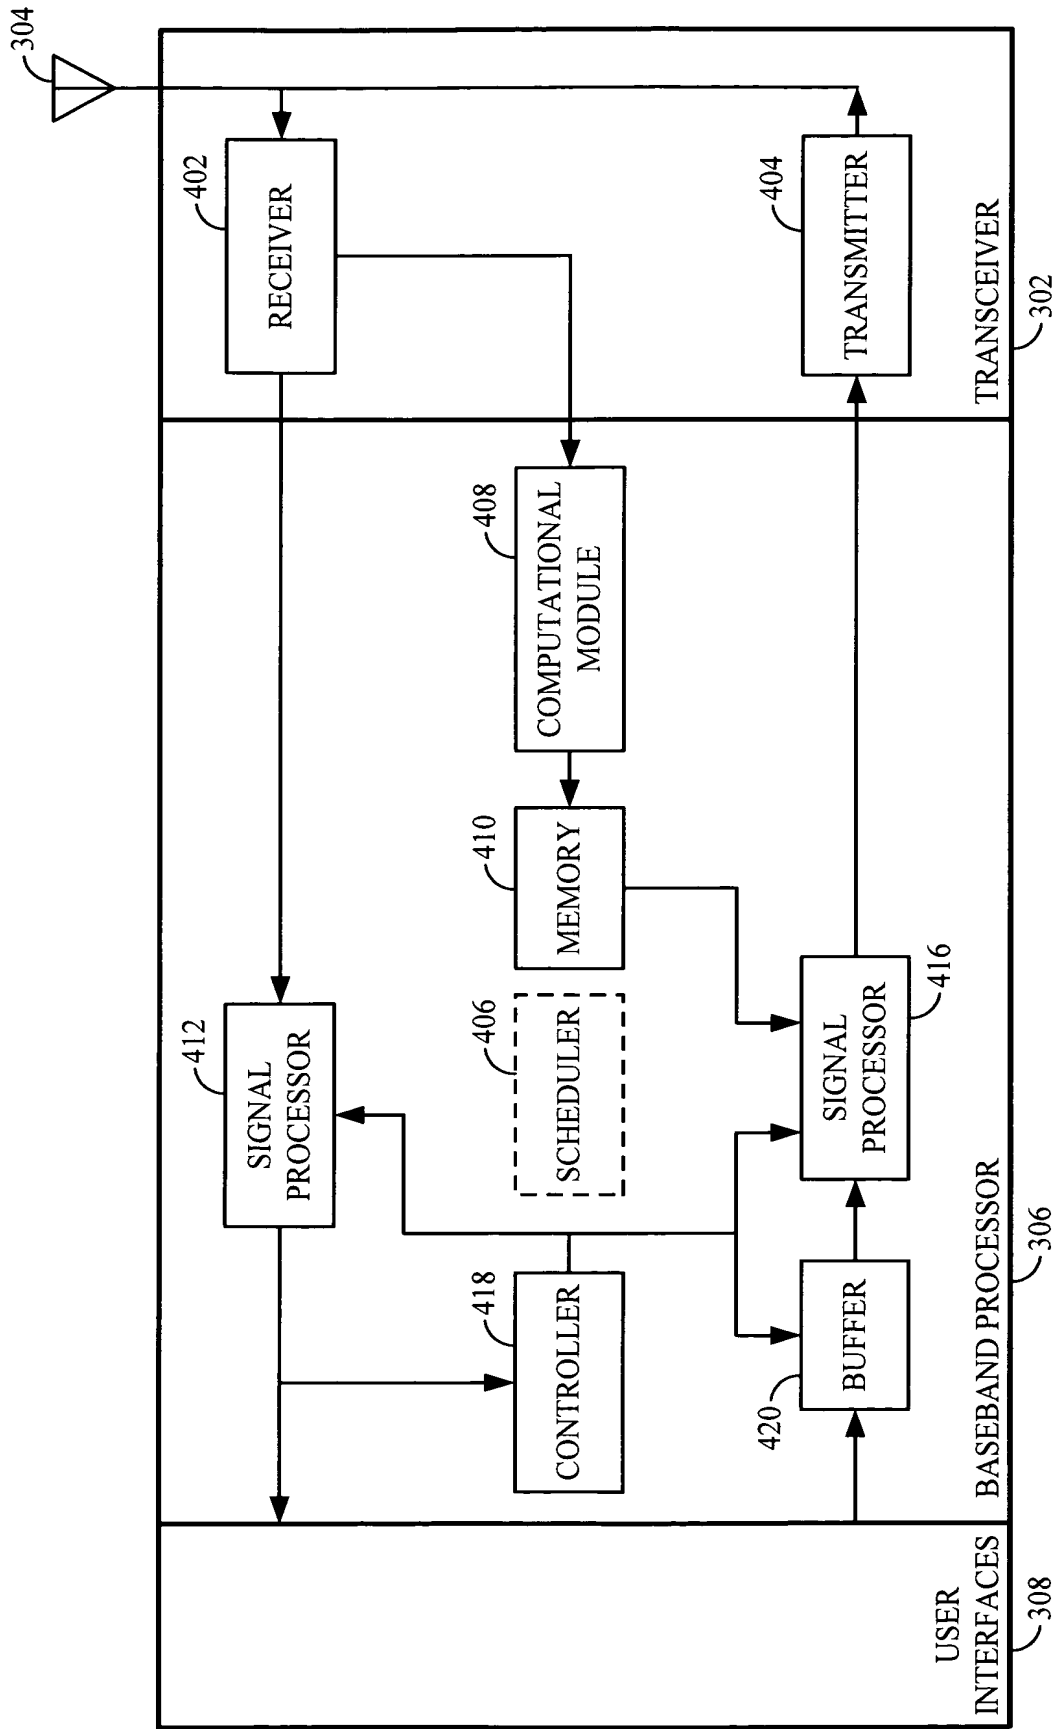 304
402
RECEIVER
404
TRANSMITTER
TRANSCEIVER
302
408
COMPUTATIONAL
MODULE
410
MEMORY
412
SIGNAL
PROCESSOR
406
SCHEDULER
SIGNAL
PROCESSOR
416
418
CONTROLLER
420
BUFFER
BASEBAND PROCESSOR
306
USER
INTERFACES
308